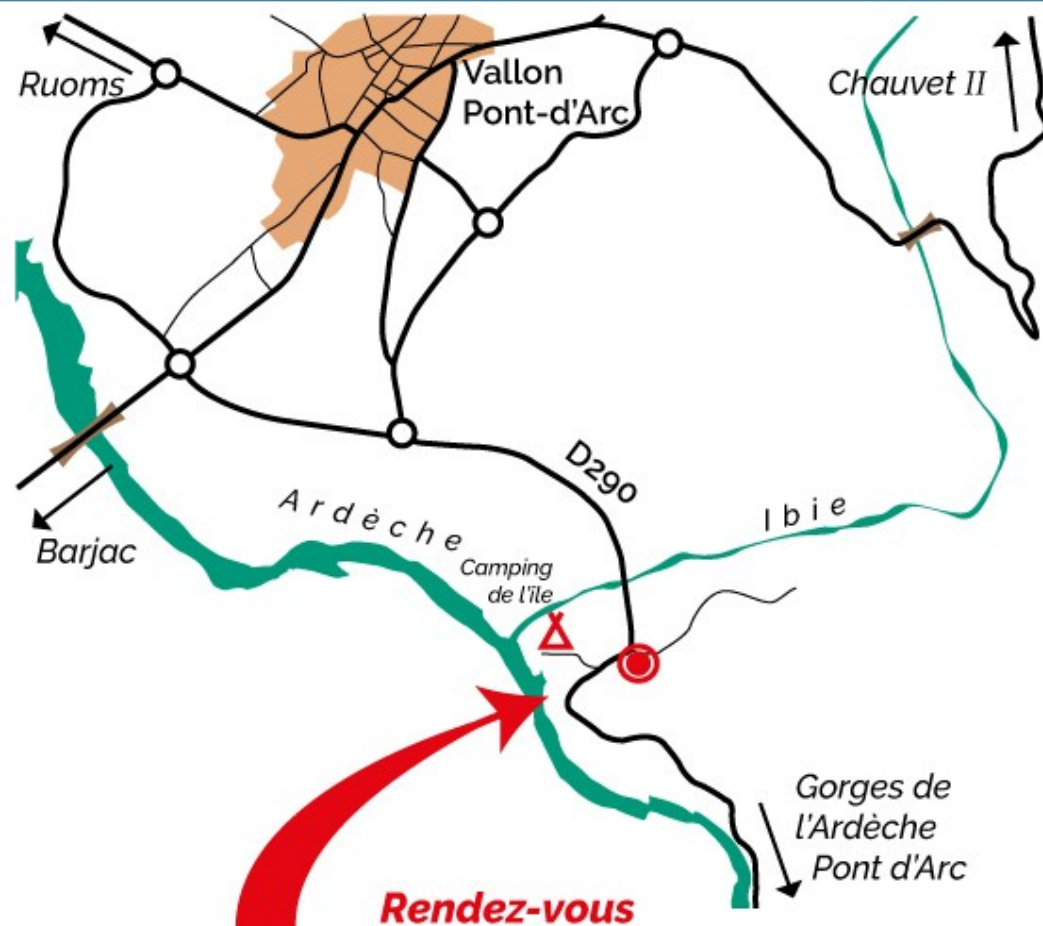 Ruoms
Vallon
Pont-d'Arc
Chauvet II
D290
Ardèche
Ibie
Barjac
Camping
de l'île
Gorges de
l'Ardèche
Pont d'Arc
Rendez-vous